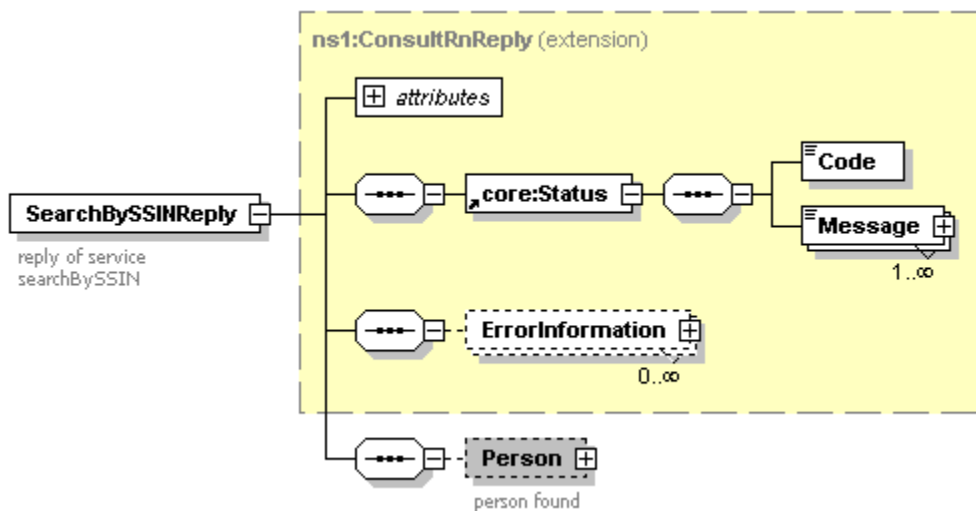 ns1:ConsultRnReply (extension)
attributes
core:Status
Code
Message
1..∞
SearchBySSINReply
reply of service
searchBySSIN
ErrorInformation
0..∞
Person
person found